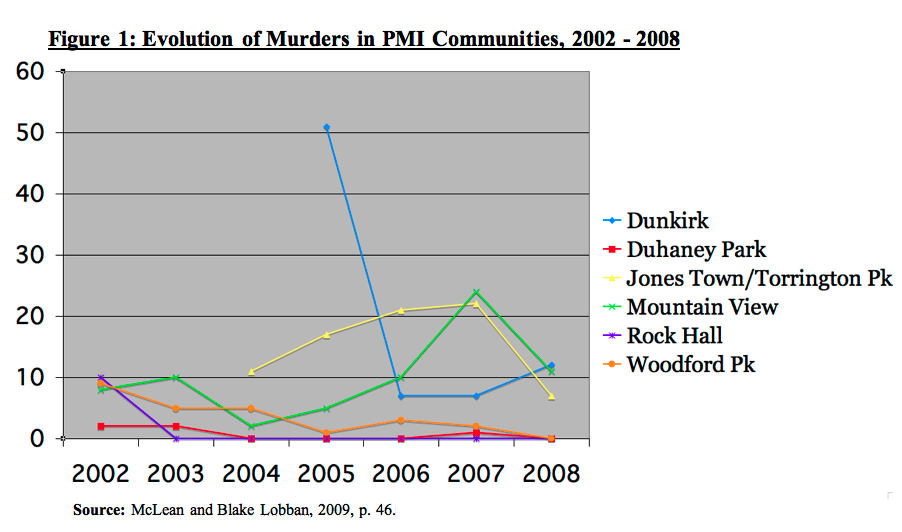 Figure 1: Evolution of Murders in PMI Communities, 2002 - 2008
60
50
40
30
20
10
0
2002 2003 2004 2005 2006 2007 2008
Dunkirk
Duhaney Park
Jones Town/Torrington Pk
Mountain View
Rock Hall
Woodford Pk
Source: McLean and Blake Lobban, 2009, p. 46.